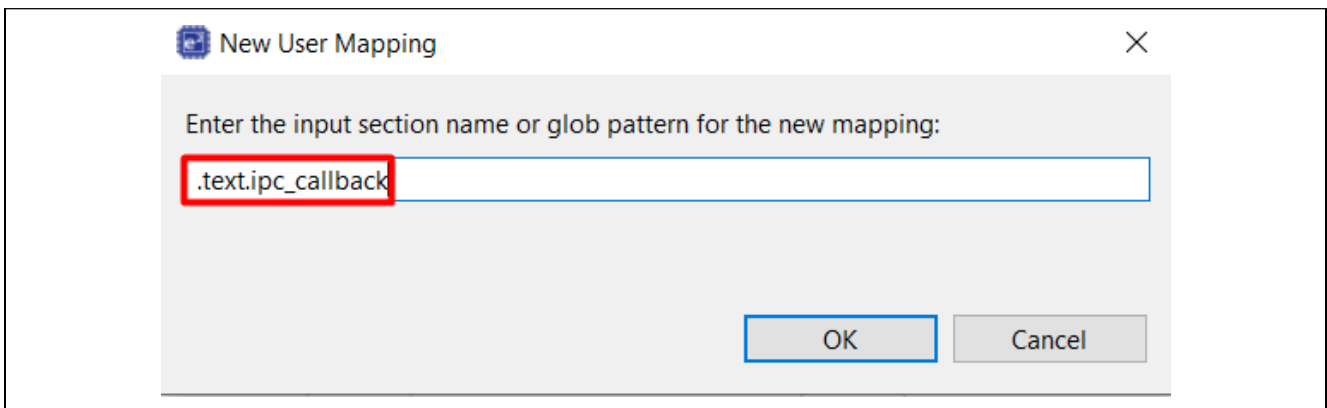 New User Mapping
Enter the input section name or glob pattern for the new mapping:
.text.ipc_callback
OK Cancel